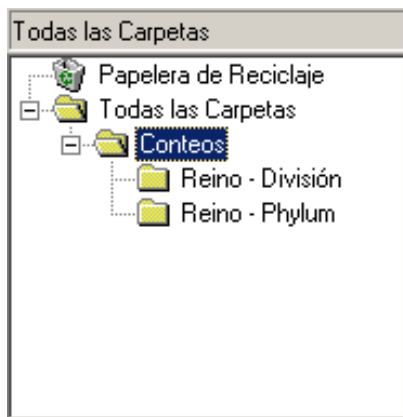 Todas las Carpetas
Papelera de Reciclaje
Todas las Carpetas
Conteos
Reino - División
Reino - Phylum